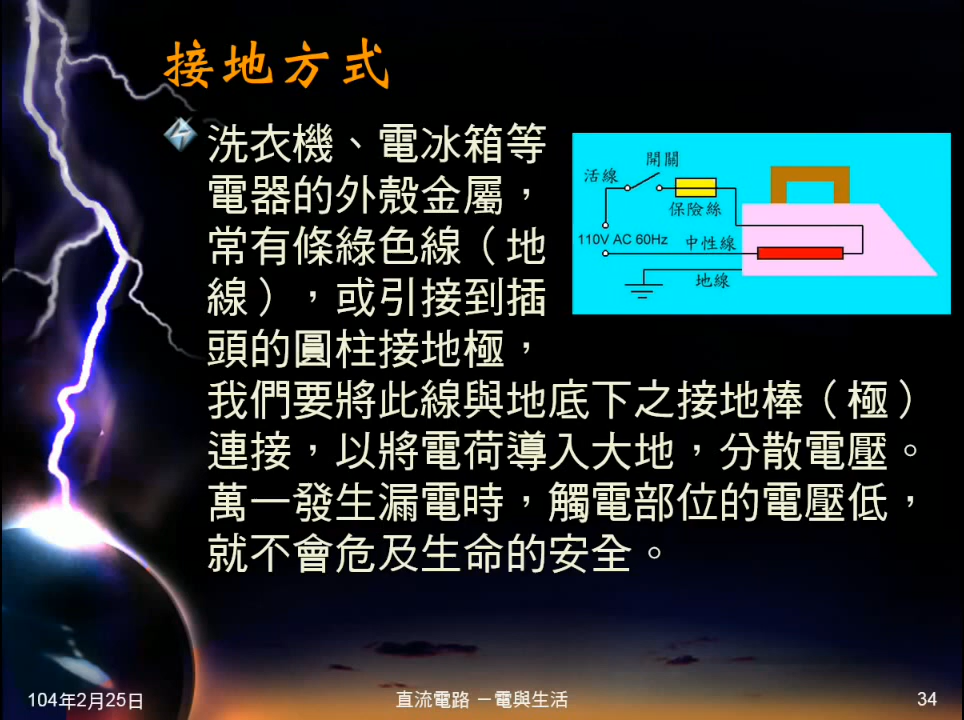 接地方式
洗衣機、電冰箱等
電器的外殼金屬，
常有條綠色線（地
線），或引接到插
頭的圓柱接地極，
我們要將此線與地底下之接地棒（極）
連接，以將電荷導入大地，分散電壓。
萬一發生漏電時，觸電部位的電壓低，
就不會危及生命的安全。
開關
活線
保險絲
110V AC 60Hz
中性線
地線
104年2月25日
直流電路 －電與生活
34